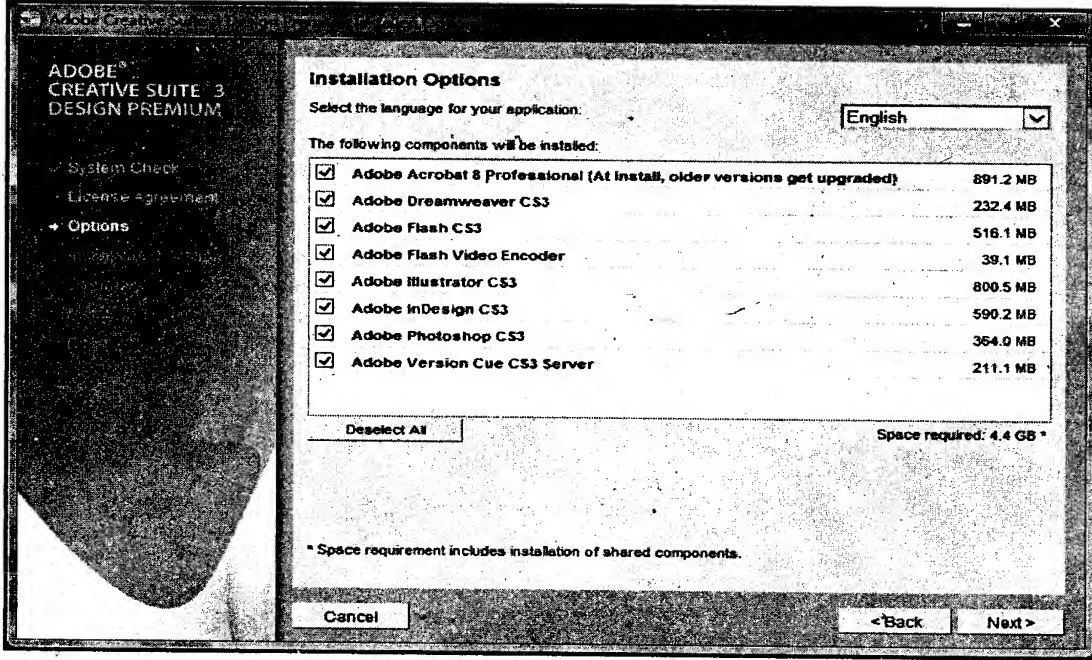 Adobe Creative Suite 3 Design
ADOBE®
CREATIVE SUITE 3
DESIGN PREMIUM
System Check
License Agreement
Options
Installation Options
Select the language for your application:
English
The following components will be installed:
Adobe Acrobat 8 Professional (At install, older versions get upgraded) 891.2 MB
Adobe Dreamweaver CS3 232.4 MB
Adobe Flash CS3 516.1 MB
Adobe Flash Video Encoder 39.1 MB
Adobe Illustrator CS3 800.5 MB
Adobe InDesign CS3 590.2 MB
Adobe Photoshop CS3 364.0 MB
Adobe Version Cue CS3 Server 211.1 MB
Deselect All
Space required: 4.4 GB *
* Space requirement includes installation of shared components.
Cancel
< Back
Next >